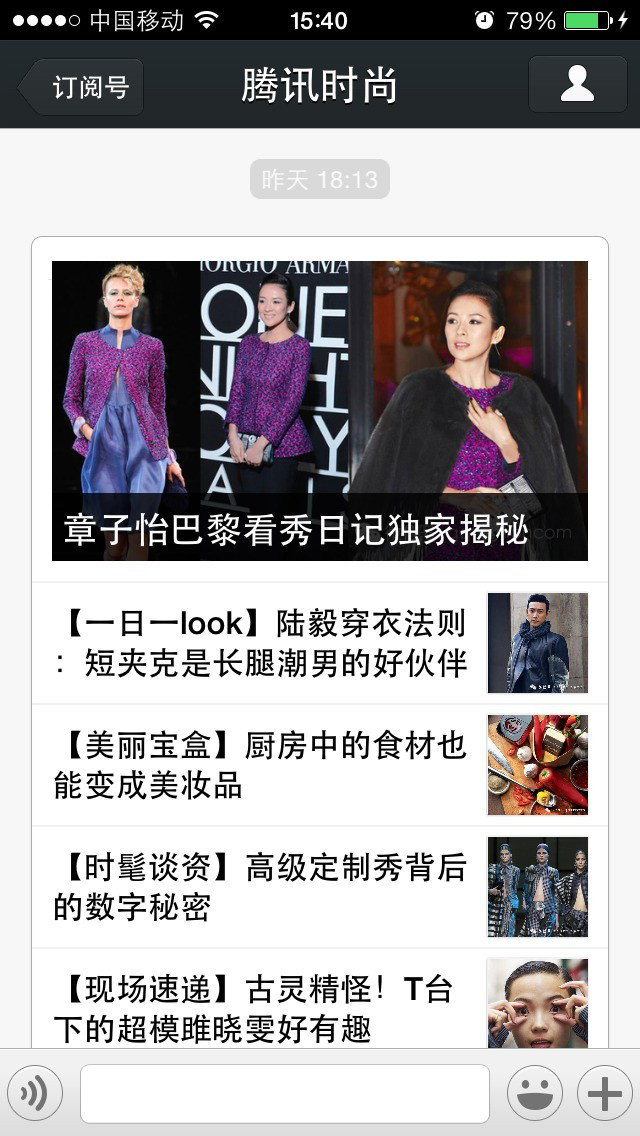 中国移动 15:40 79%
订阅号 腾讯时尚
昨天 18:13
ORGIO ARMA
ONE
NIGHT
ONLY
章子怡巴黎看秀日记独家揭秘
【一日一look】陆毅穿衣法则
：短夹克是长腿潮男的好伙伴
【美丽宝盒】厨房中的食材也
能变成美妆品
【时髦谈资】高级定制秀背后
的数字秘密
【现场速递】古灵精怪！T台
下的超模雎晓雯好有趣